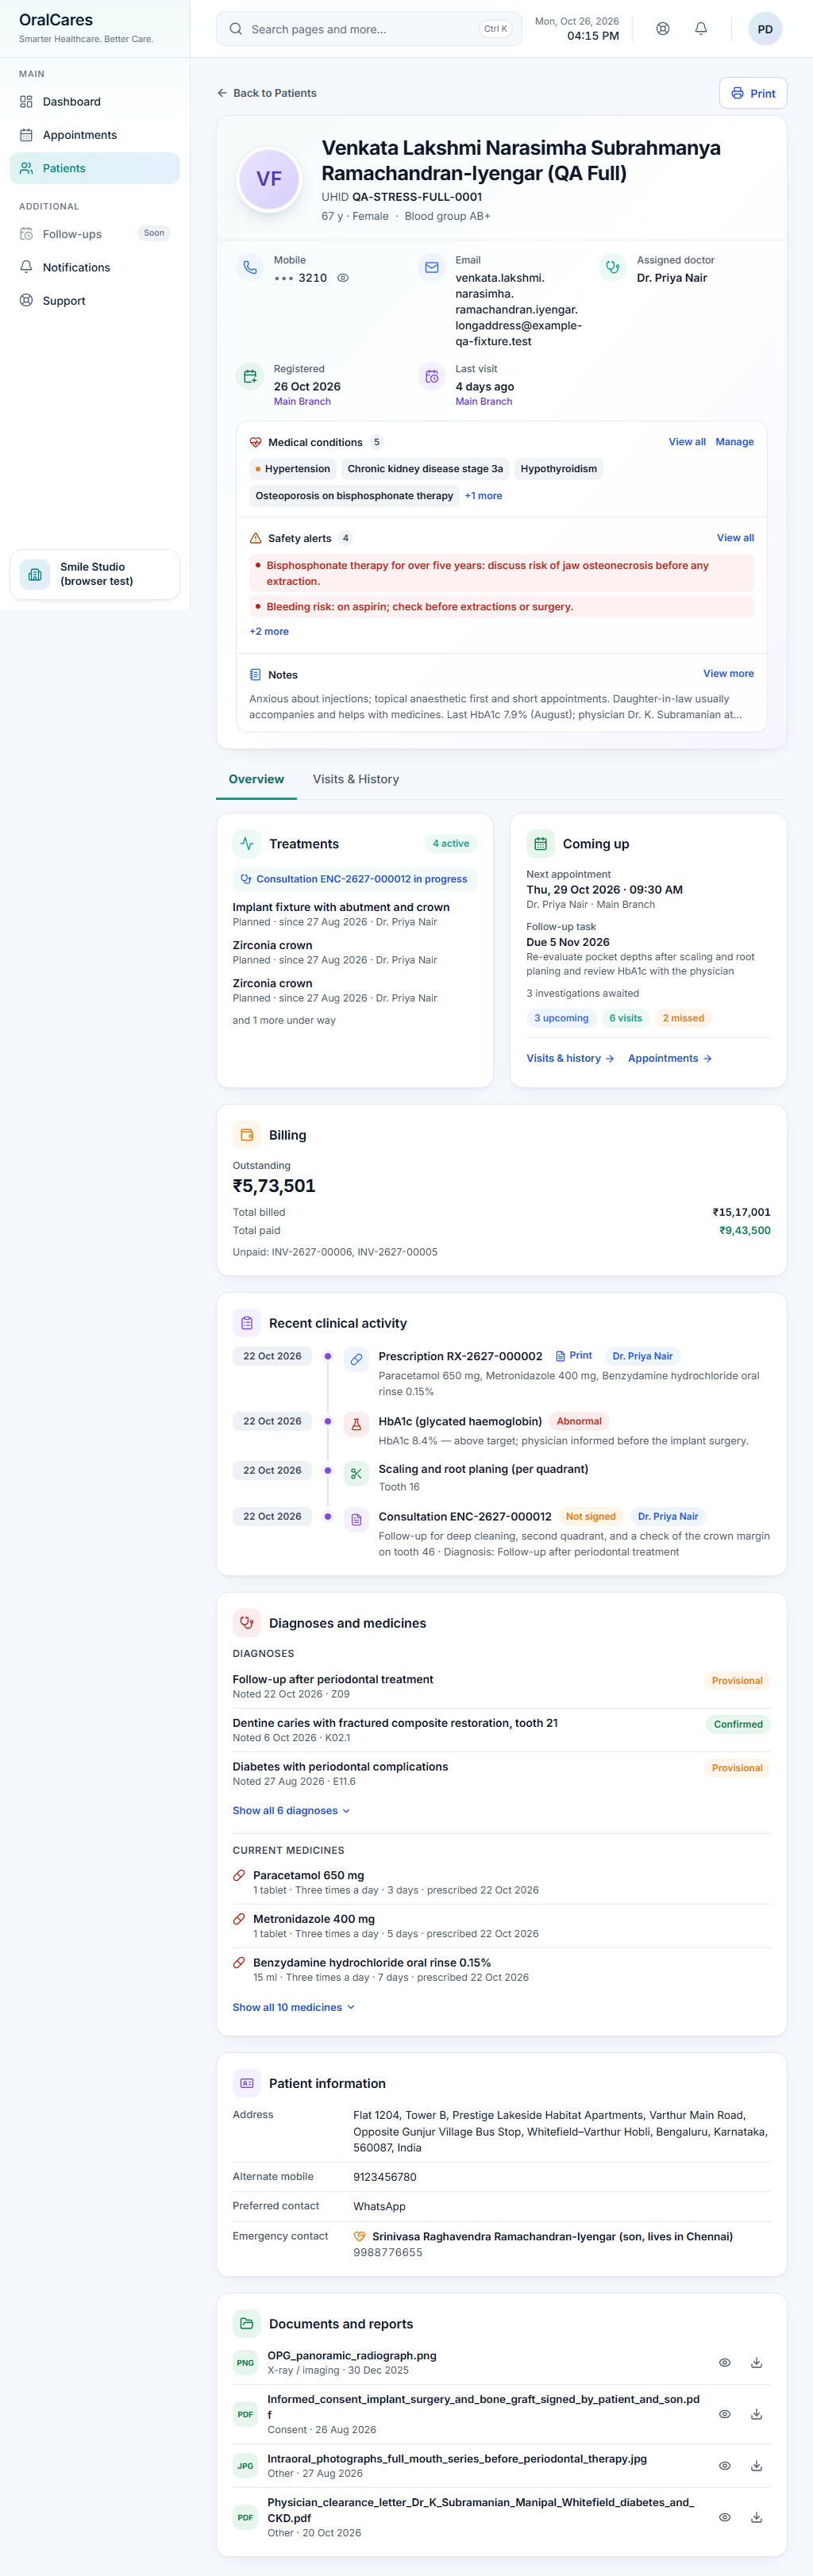 OralCares
Smarter Healthcare. Better Care.
Search pages and more...
Ctrl K
Mon, Oct 26, 2026
04:15 PM
PD
MAIN
Dashboard
Appointments
Patients
ADDITIONAL
Follow-ups
Soon
Notifications
Support
Smile Studio
(browser test)
Back to Patients
Print
VF
Venkata Lakshmi Narasimha Subrahmanya
Ramachandran-Iyengar (QA Full)
UHID QA-STRESS-FULL-0001
67 y · Female · Blood group AB+
Mobile
••• 3210
Email
venkata.lakshmi.
narasimha.
ramachandran.iyengar.
longaddress@example-
qa-fixture.test
Assigned doctor
Dr. Priya Nair
Registered
26 Oct 2026
Main Branch
Last visit
4 days ago
Main Branch
Medical conditions 5
View all Manage
Hypertension
Chronic kidney disease stage 3a
Hypothyroidism
Osteoporosis on bisphosphonate therapy
+1 more
Safety alerts 4
View all
Bisphosphonate therapy for over five years: discuss risk of jaw osteonecrosis before any
extraction.
Bleeding risk: on aspirin; check before extractions or surgery.
+2 more
Notes
View more
Anxious about injections; topical anaesthetic first and short appointments. Daughter-in-law usually
accompanies and helps with medicines. Last HbA1c 7.9% (August); physician Dr. K. Subramanian at...
Overview
Visits & History
Treatments
4 active
Consultation ENC-2627-000012 in progress
Implant fixture with abutment and crown
Planned · since 27 Aug 2026 · Dr. Priya Nair
Zirconia crown
Planned · since 27 Aug 2026 · Dr. Priya Nair
Zirconia crown
Planned · since 27 Aug 2026 · Dr. Priya Nair
and 1 more under way
Coming up
Next appointment
Thu, 29 Oct 2026 · 09:30 AM
Dr. Priya Nair · Main Branch
Follow-up task
Due 5 Nov 2026
Re-evaluate pocket depths after scaling and root
planing and review HbA1c with the physician
3 investigations awaited
3 upcoming
6 visits
2 missed
Visits & history
Appointments
Billing
Outstanding
₹5,73,501
Total billed ₹15,17,001
Total paid ₹9,43,500
Unpaid: INV-2627-00006, INV-2627-00005
Recent clinical activity
22 Oct 2026
Prescription RX-2627-000002
Print
Dr. Priya Nair
Paracetamol 650 mg, Metronidazole 400 mg, Benzydamine hydrochloride oral
rinse 0.15%
22 Oct 2026
HbA1c (glycated haemoglobin)
Abnormal
HbA1c 8.4% — above target; physician informed before the implant surgery.
22 Oct 2026
Scaling and root planing (per quadrant)
Tooth 16
22 Oct 2026
Consultation ENC-2627-000012
Not signed
Dr. Priya Nair
Follow-up for deep cleaning, second quadrant, and a check of the crown margin
on tooth 46 · Diagnosis: Follow-up after periodontal treatment
Diagnoses and medicines
DIAGNOSES
Follow-up after periodontal treatment
Provisional
Noted 22 Oct 2026 · Z09
Dentine caries with fractured composite restoration, tooth 21
Confirmed
Noted 6 Oct 2026 · K02.1
Diabetes with periodontal complications
Provisional
Noted 27 Aug 2026 · E11.6
Show all 6 diagnoses
CURRENT MEDICINES
Paracetamol 650 mg
1 tablet · Three times a day · 3 days · prescribed 22 Oct 2026
Metronidazole 400 mg
1 tablet · Three times a day · 5 days · prescribed 22 Oct 2026
Benzydamine hydrochloride oral rinse 0.15%
15 ml · Three times a day · 7 days · prescribed 22 Oct 2026
Show all 10 medicines
Patient information
Address
Flat 1204, Tower B, Prestige Lakeside Habitat Apartments, Varthur Main Road,
Opposite Gunjur Village Bus Stop, Whitefield–Varthur Hobli, Bengaluru, Karnataka,
560087, India
Alternate mobile 9123456780
Preferred contact WhatsApp
Emergency contact Srinivasa Raghavendra Ramachandran-Iyengar (son, lives in Chennai)
9988776655
Documents and reports
PNG
OPG_panoramic_radiograph.png
X-ray / imaging · 30 Dec 2025
PDF
Informed_consent_implant_surgery_and_bone_graft_signed_by_patient_and_son.pd
f
Consent · 26 Aug 2026
JPG
Intraoral_photographs_full_mouth_series_before_periodontal_therapy.jpg
Other · 27 Aug 2026
PDF
Physician_clearance_letter_Dr_K_Subramanian_Manipal_Whitefield_diabetes_and_
CKD.pdf
Other · 20 Oct 2026